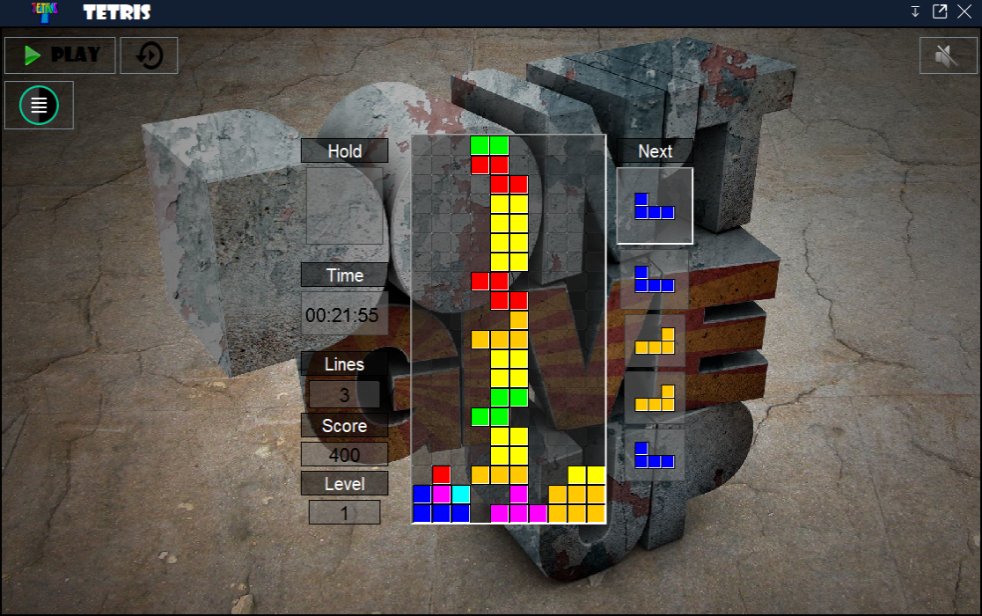 TETRIS
TETRIS
PLAY
Hold
Next
Time
00:21:55
Lines
3
Score
400
Level
1